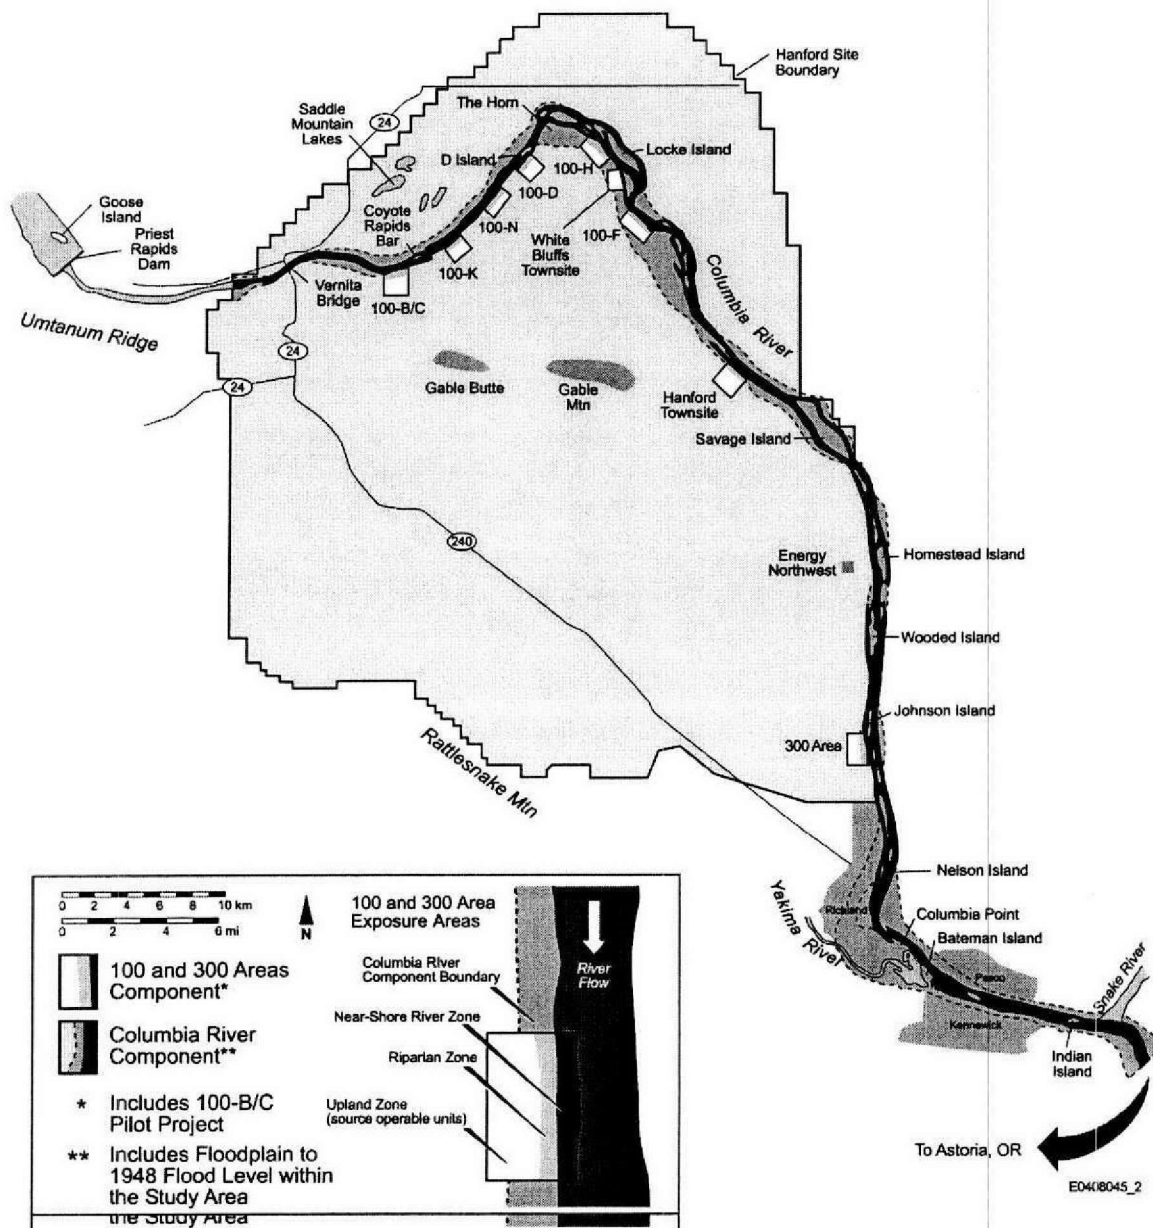 Hanford Site
Boundary
The Horn
Saddle
Mountain
Lakes
24
D Island
Locke Island
100-H
100-D
Goose
Island
Priest
Rapids
Dam
Coyote
Rapids
Bar
100-N
White
Bluffs
Townsite
100-F
100-K
Vernita
Bridge
100-B/C
Columbia River
Umtanum Ridge
24
24
Gable Butte
Gable
Mtn
Hanford
Townsite
Savage Island
240
Energy
Northwest
Homestead Island
Wooded Island
Johnson Island
300 Area
Rattlesnake Mtn
Nelson Island
Richland
Columbia Point
Yakima River
Bateman Island
Pasco
Snake River
Kennewick
Indian
Island
To Astoria, OR
E0408045_2
0 2 4 6 8 10 km
0 2 4 6 mi
N
100 and 300 Areas
Component*
Columbia River
Component**
* Includes 100-B/C
Pilot Project
** Includes Floodplain to
1948 Flood Level within
the Study Area
the Study Area
100 and 300 Area
Exposure Areas
Columbia River
Component Boundary
River
Flow
Near-Shore River Zone
Riparian Zone
Upland Zone
(source operable units)